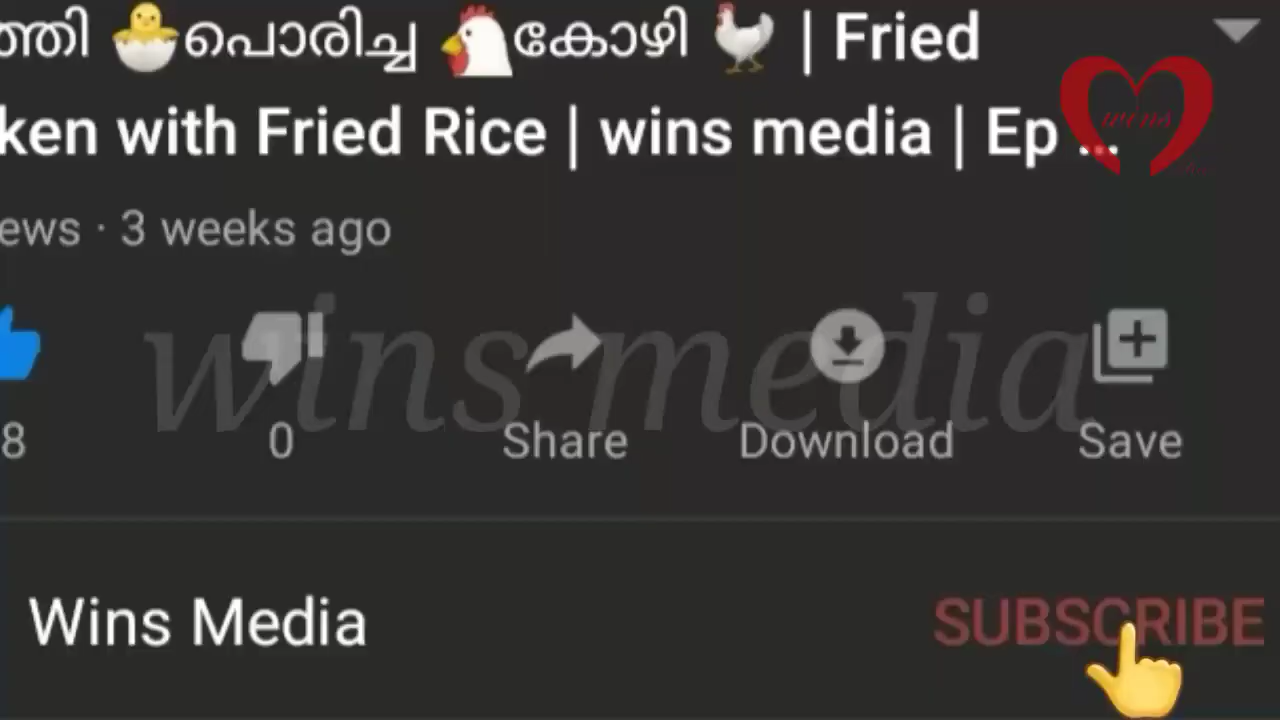 ത്തി 🐣പൊരിച്ച 🐔കോഴി 🐓 | Fried
ken with Fried Rice | wins media | Ep ...
wins
ews · 3 weeks ago
wins media
8
0
Share
Download
Save
Wins Media
SUBSCRIBE